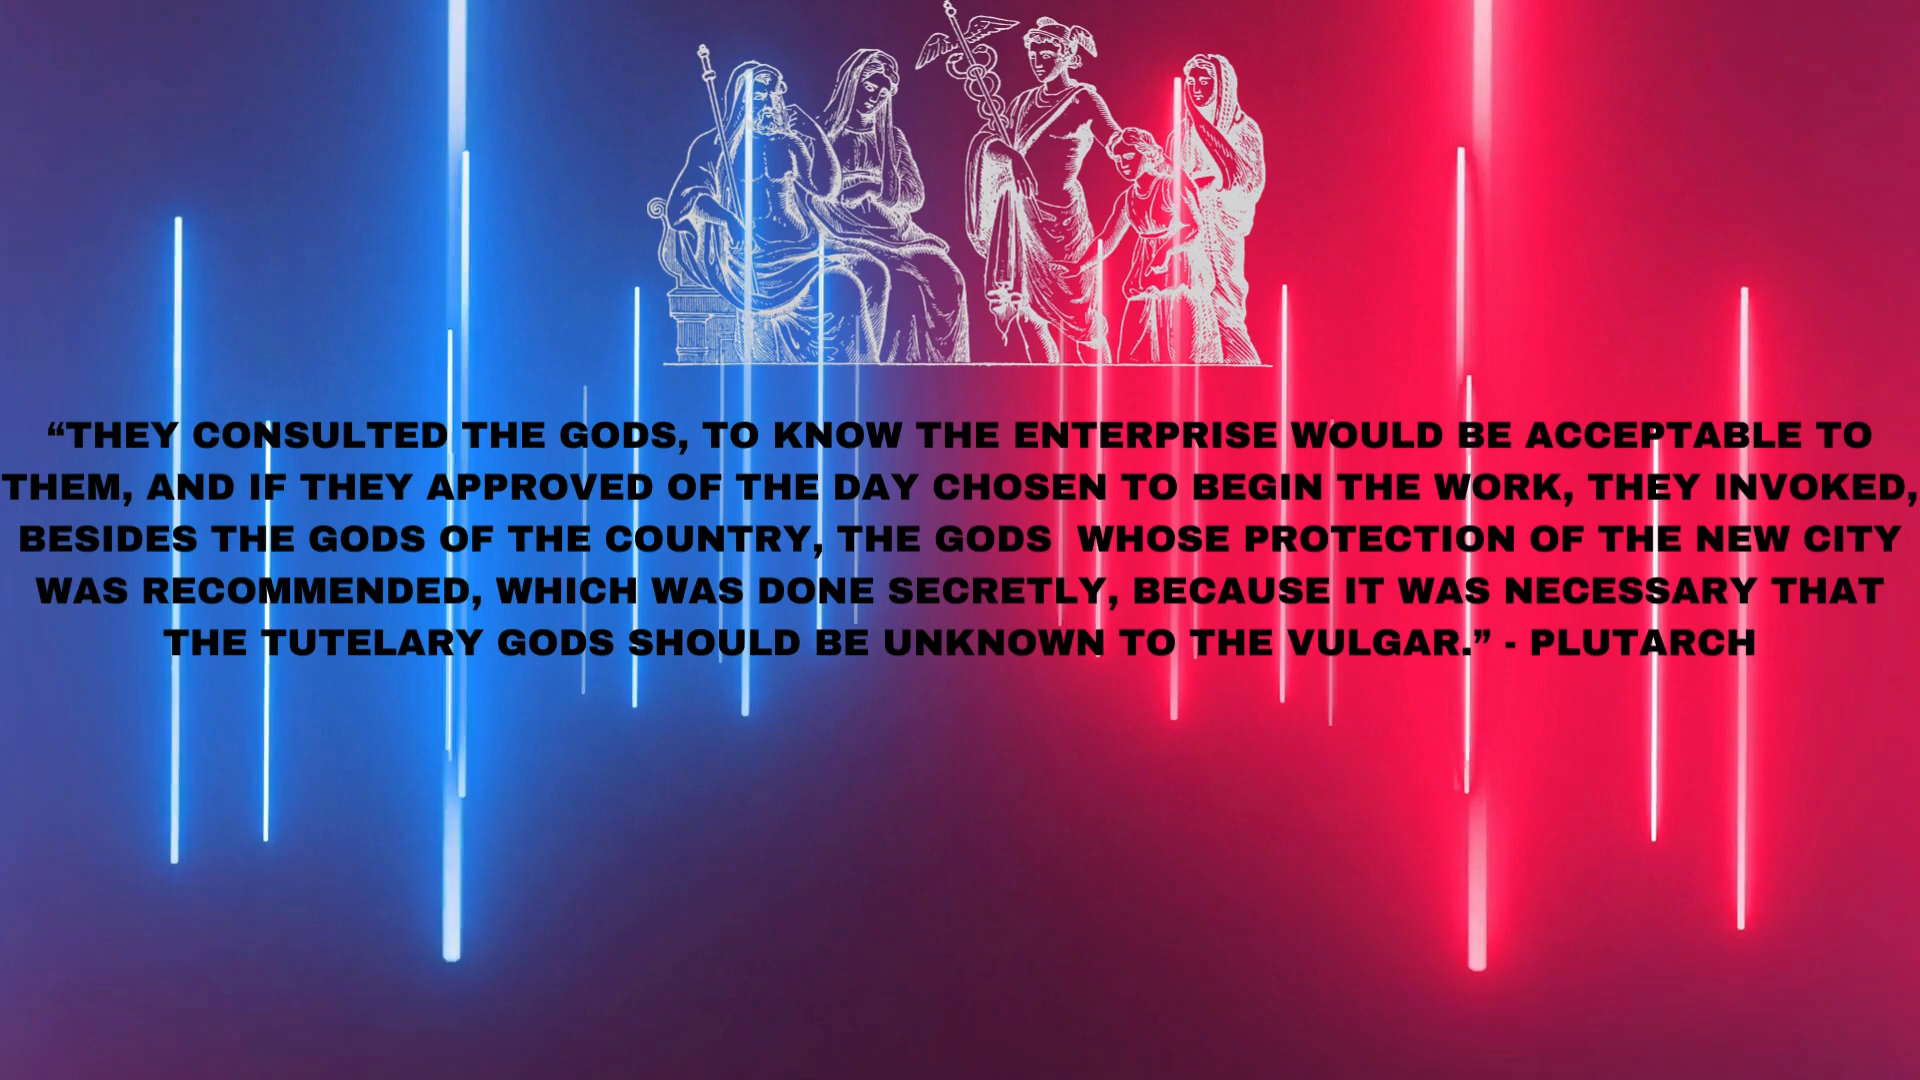 “THEY CONSULTED THE GODS, TO KNOW THE ENTERPRISE WOULD BE ACCEPTABLE TO
THEM, AND IF THEY APPROVED OF THE DAY CHOSEN TO BEGIN THE WORK, THEY INVOKED,
BESIDES THE GODS OF THE COUNTRY, THE GODS  WHOSE PROTECTION OF THE NEW CITY
WAS RECOMMENDED, WHICH WAS DONE SECRETLY, BECAUSE IT WAS NECESSARY THAT
THE TUTELARY GODS SHOULD BE UNKNOWN TO THE VULGAR.” - PLUTARCH